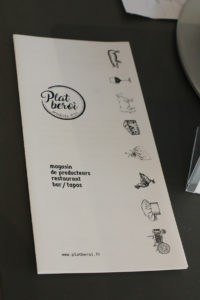 Plat
beroi
magasin
de producteurs
restaurant
bar/tapas
www.platberoi.fr